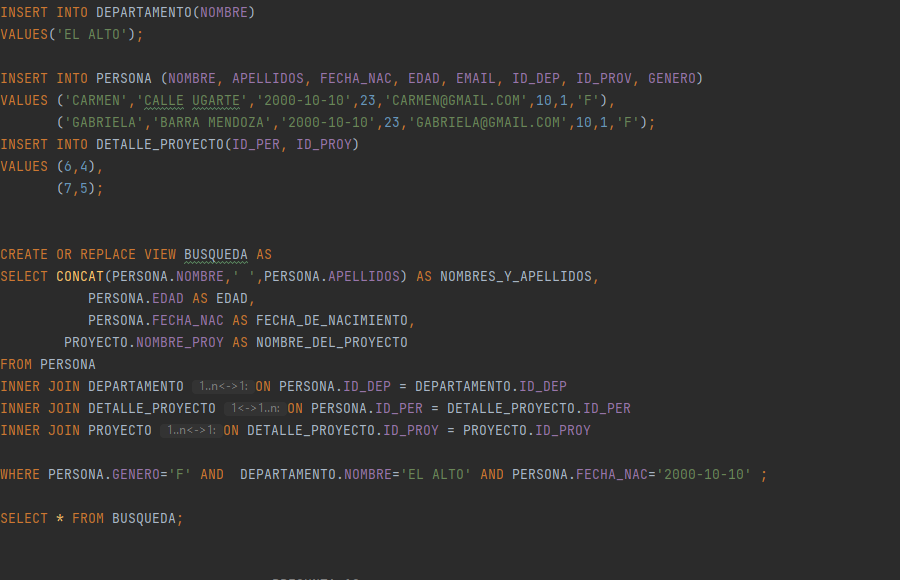 INSERT INTO DEPARTAMENTO(NOMBRE)
VALUES('EL ALTO');
INSERT INTO PERSONA (NOMBRE, APELLIDOS, FECHA_NAC, EDAD, EMAIL, ID_DEP, ID_PROV, GENERO)
VALUES ('CARMEN','CALLE UGARTE','2000-10-10',23,'CARMEN@GMAIL.COM',10,1,'F'),
('GABRIELA','BARRA MENDOZA','2000-10-10',23,'GABRIELA@GMAIL.COM',10,1,'F');
INSERT INTO DETALLE_PROYECTO(ID_PER, ID_PROY)
VALUES (6,4),
(7,5);
CREATE OR REPLACE VIEW BUSQUEDA AS
SELECT CONCAT(PERSONA.NOMBRE,' ',PERSONA.APELLIDOS) AS NOMBRES_Y_APELLIDOS,
PERSONA.EDAD AS EDAD,
PERSONA.FECHA_NAC AS FECHA_DE_NACIMIENTO,
PROYECTO.NOMBRE_PROY AS NOMBRE_DEL_PROYECTO
FROM PERSONA
INNER JOIN DEPARTAMENTO 1..n<->1: ON PERSONA.ID_DEP = DEPARTAMENTO.ID_DEP
INNER JOIN DETALLE_PROYECTO 1<->1..n: ON PERSONA.ID_PER = DETALLE_PROYECTO.ID_PER
INNER JOIN PROYECTO 1..n<->1: ON DETALLE_PROYECTO.ID_PROY = PROYECTO.ID_PROY
WHERE PERSONA.GENERO='F' AND  DEPARTAMENTO.NOMBRE='EL ALTO' AND PERSONA.FECHA_NAC='2000-10-10' ;
SELECT * FROM BUSQUEDA;